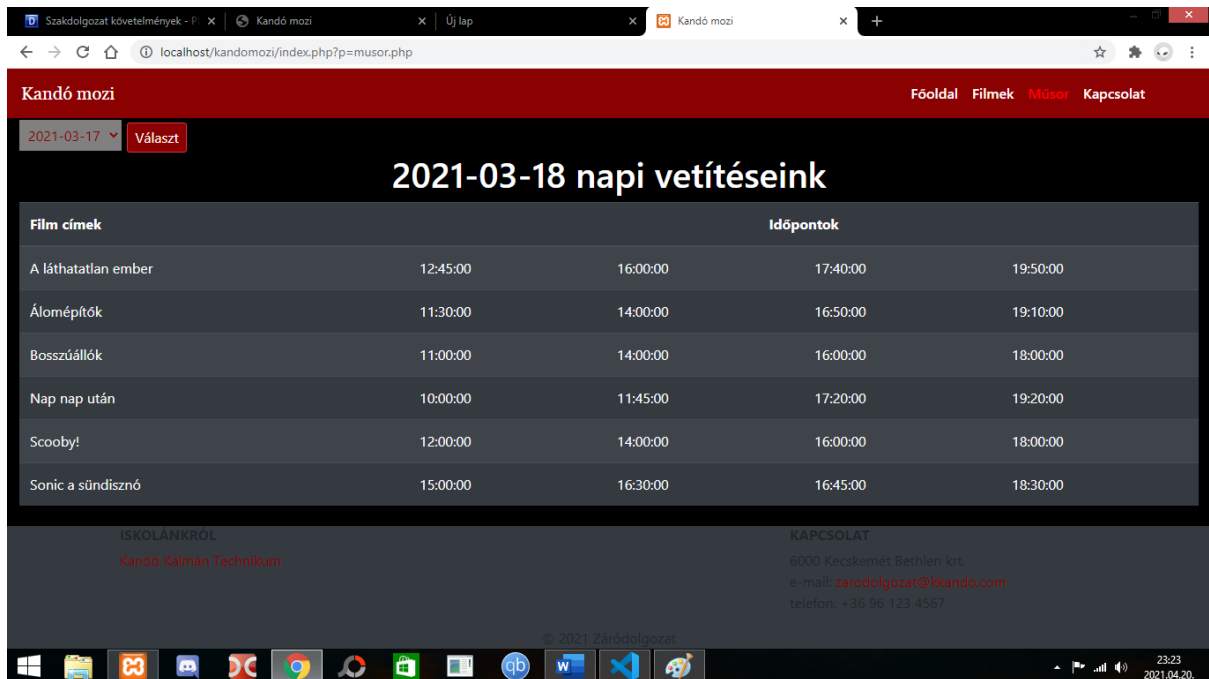 Szakdolgozat követelmények - P
Kandó mozi
Új lap
Kandó mozi
localhost/kandomozi/index.php?p=musor.php
Kandó mozi
Főoldal Filmek Műsor Kapcsolat
2021-03-17
Választ
2021-03-18 napi vetítéseink
Film címek Időpontok
A láthatatlan ember 12:45:00 16:00:00 17:40:00 19:50:00
Álomépítők 11:30:00 14:00:00 16:50:00 19:10:00
Bosszúállók 11:00:00 14:00:00 16:00:00 18:00:00
Nap nap után 10:00:00 11:45:00 17:20:00 19:20:00
Scooby! 12:00:00 14:00:00 16:00:00 18:00:00
Sonic a sündisznó 15:00:00 16:30:00 16:45:00 18:30:00
ISKOLÁNKRÓL
Kandó Kálmán Technikum
KAPCSOLAT
6000 Kecskemét Bethlen krt.
e-mail: zarodolgozat@kkando.com
telefon: +36 96 123 4567
© 2021 Záródolgozat
qb
W
23:23
2021.04.20.